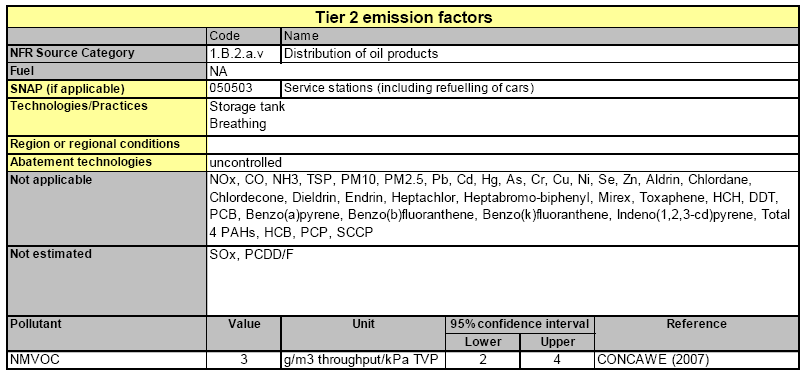 Tier 2 emission factors
Code Name
NFR Source Category 1.B.2.a.v Distribution of oil products
Fuel NA
SNAP (if applicable) 050503 Service stations (including refuelling of cars)
Technologies/Practices Storage tank
Breathing
Region or regional conditions
Abatement technologies uncontrolled
Not applicable NOx, CO, NH3, TSP, PM10, PM2.5, Pb, Cd, Hg, As, Cr, Cu, Ni, Se, Zn, Aldrin, Chlordane,
Chlordecone, Dieldrin, Endrin, Heptachlor, Heptabromo-biphenyl, Mirex, Toxaphene, HCH, DDT,
PCB, Benzo(a)pyrene, Benzo(b)fluoranthene, Benzo(k)fluoranthene, Indeno(1,2,3-cd)pyrene, Total
4 PAHs, HCB, PCP, SCCP
Not estimated SOx, PCDD/F
Pollutant Value Unit 95% confidence interval Reference
Lower Upper
NMVOC 3 g/m3 throughput/kPa TVP 2 4 CONCAWE (2007)